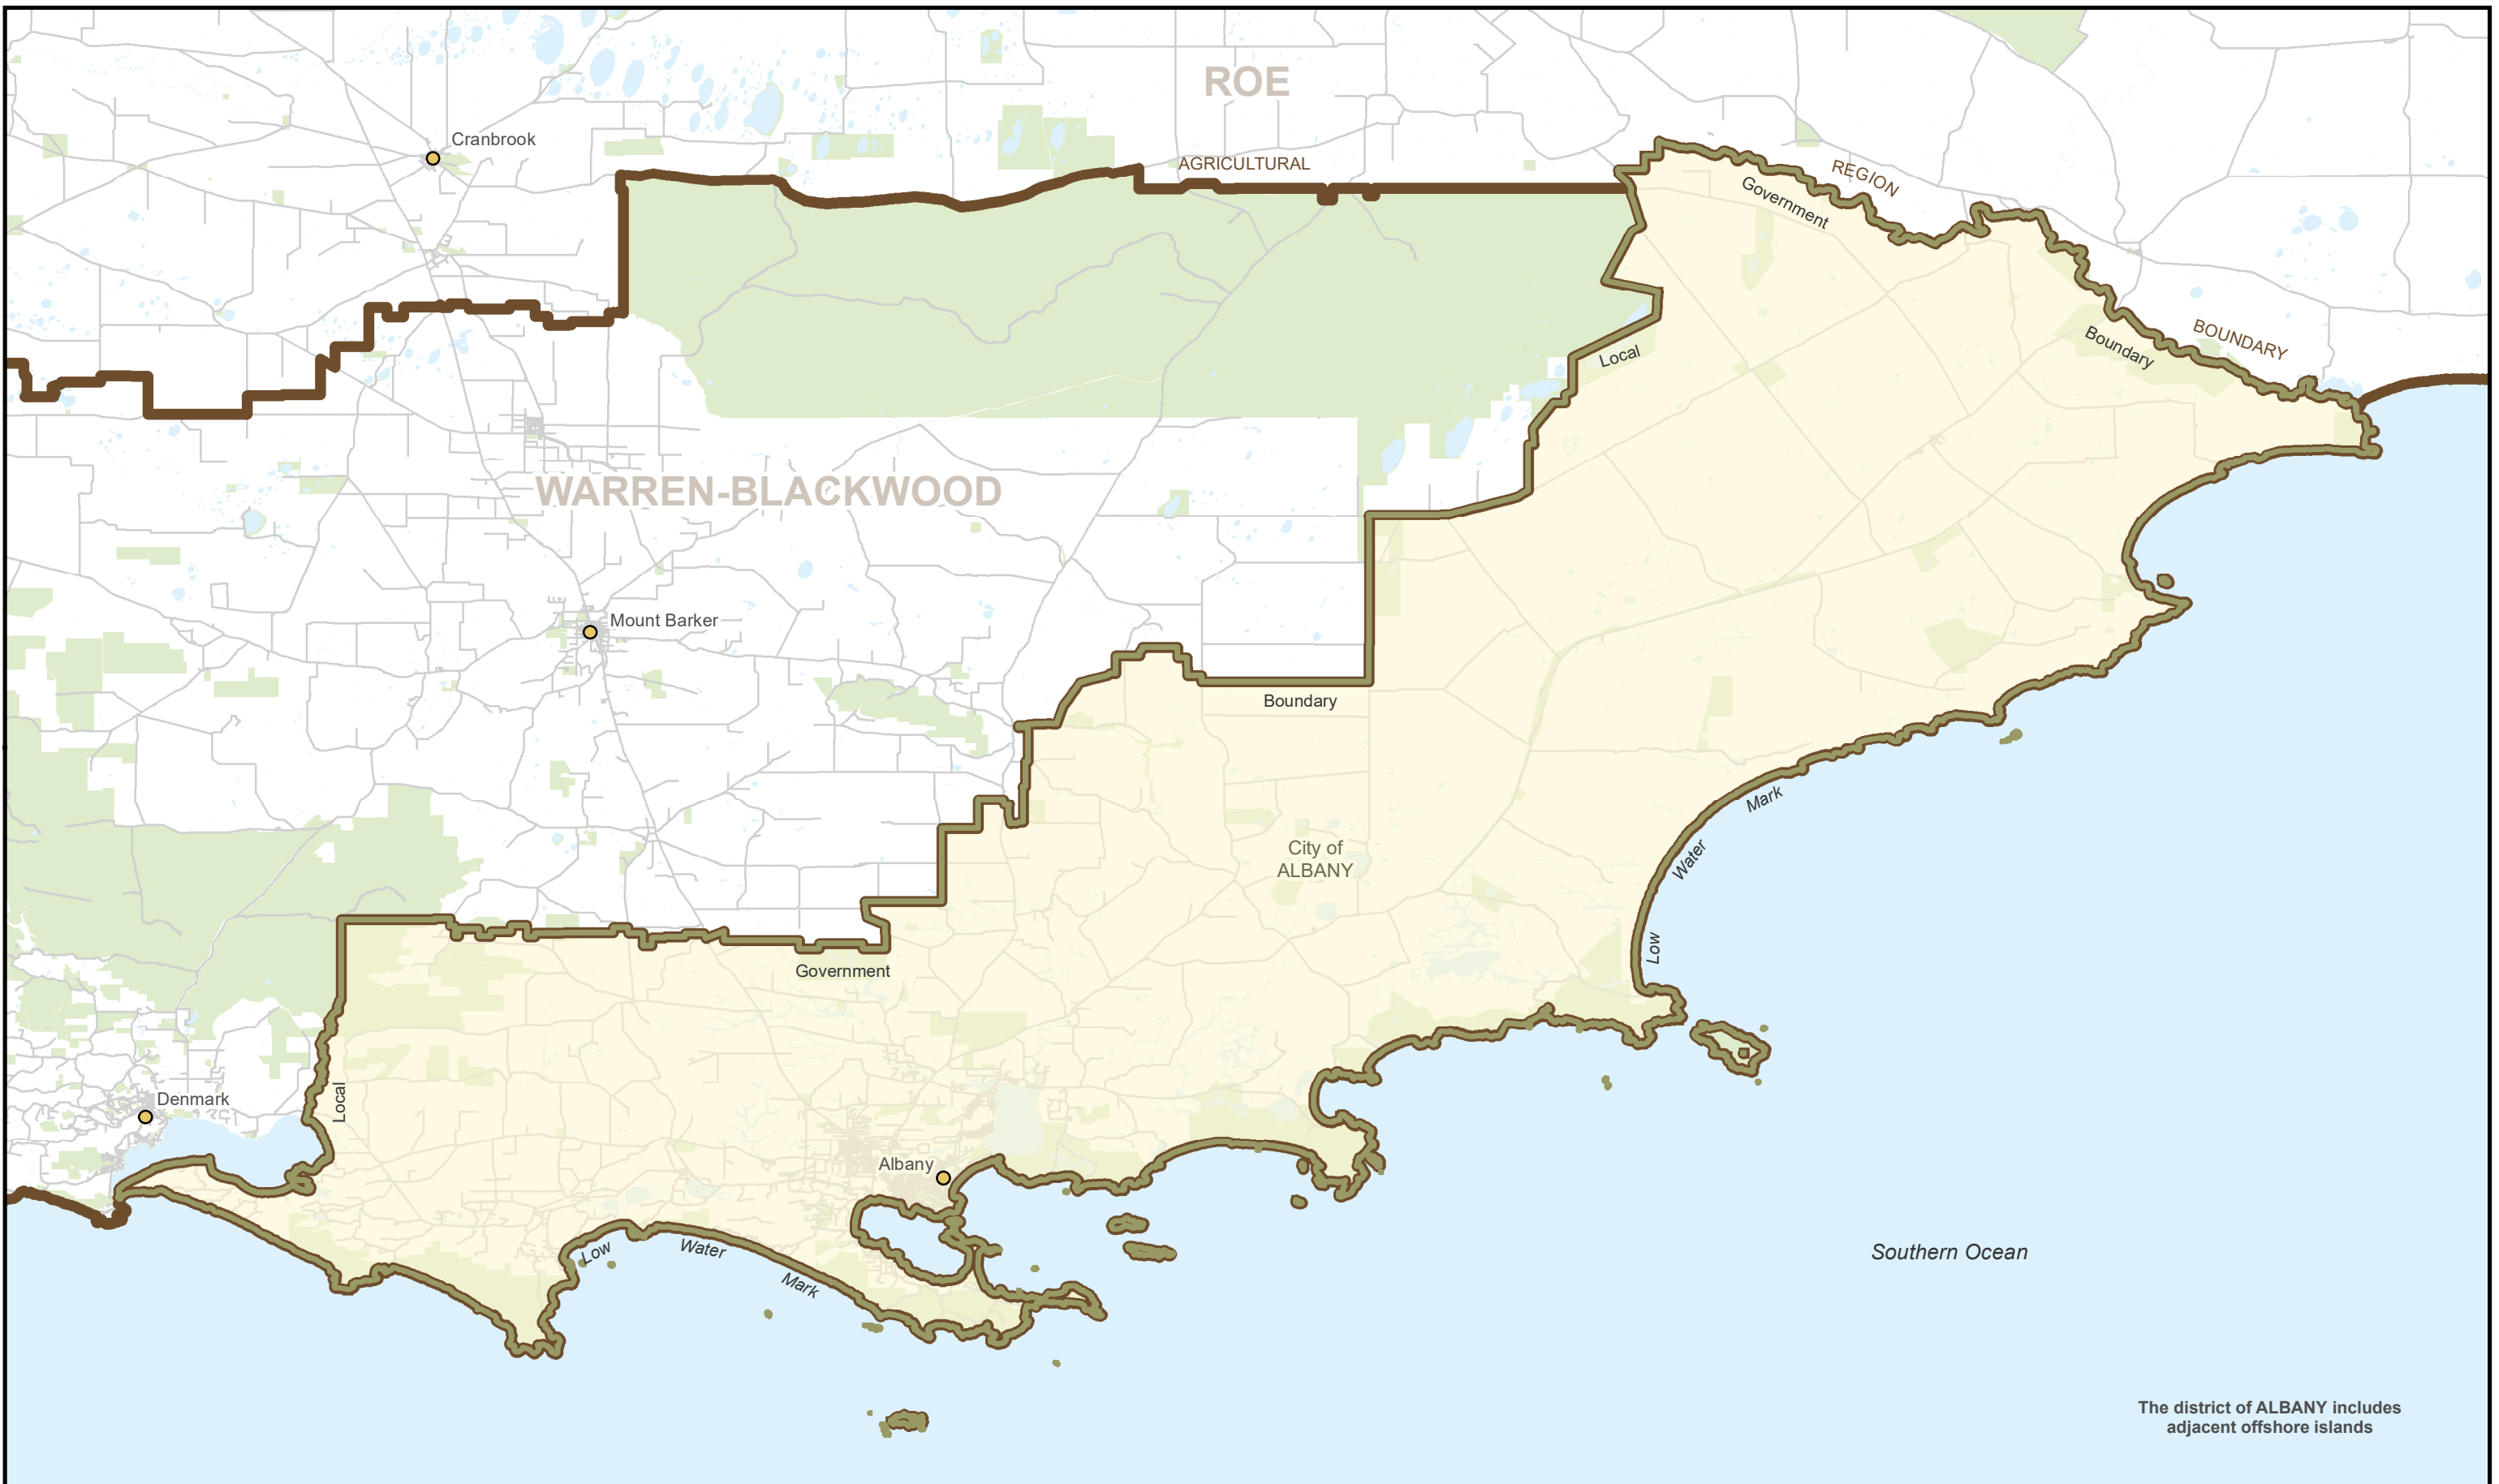 ROE
Cranbrook
AGRICULTURAL
REGION
Government
BOUNDARY
Boundary
Local
WARREN-BLACKWOOD
Mount Barker
Boundary
Mark
City of
ALBANY
Water
Low
Government
Denmark
Local
Albany
Low
Water
Mark
Southern Ocean
The district of ALBANY includes
adjacent offshore islands